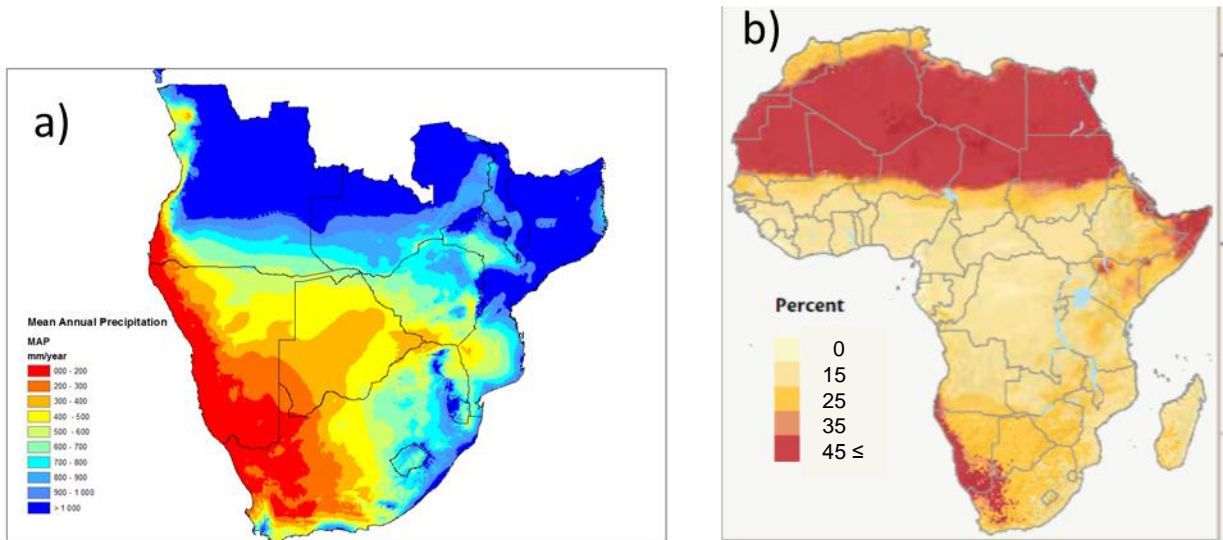 a)
Mean Annual Precipitation
MAP
mm/year
000 - 200
200 - 300
300 - 400
400 - 500
500 - 600
600 - 700
700 - 800
800 - 900
900 - 1 000
> 1 000
b)
Percent
0
15
25
35
45 ≤